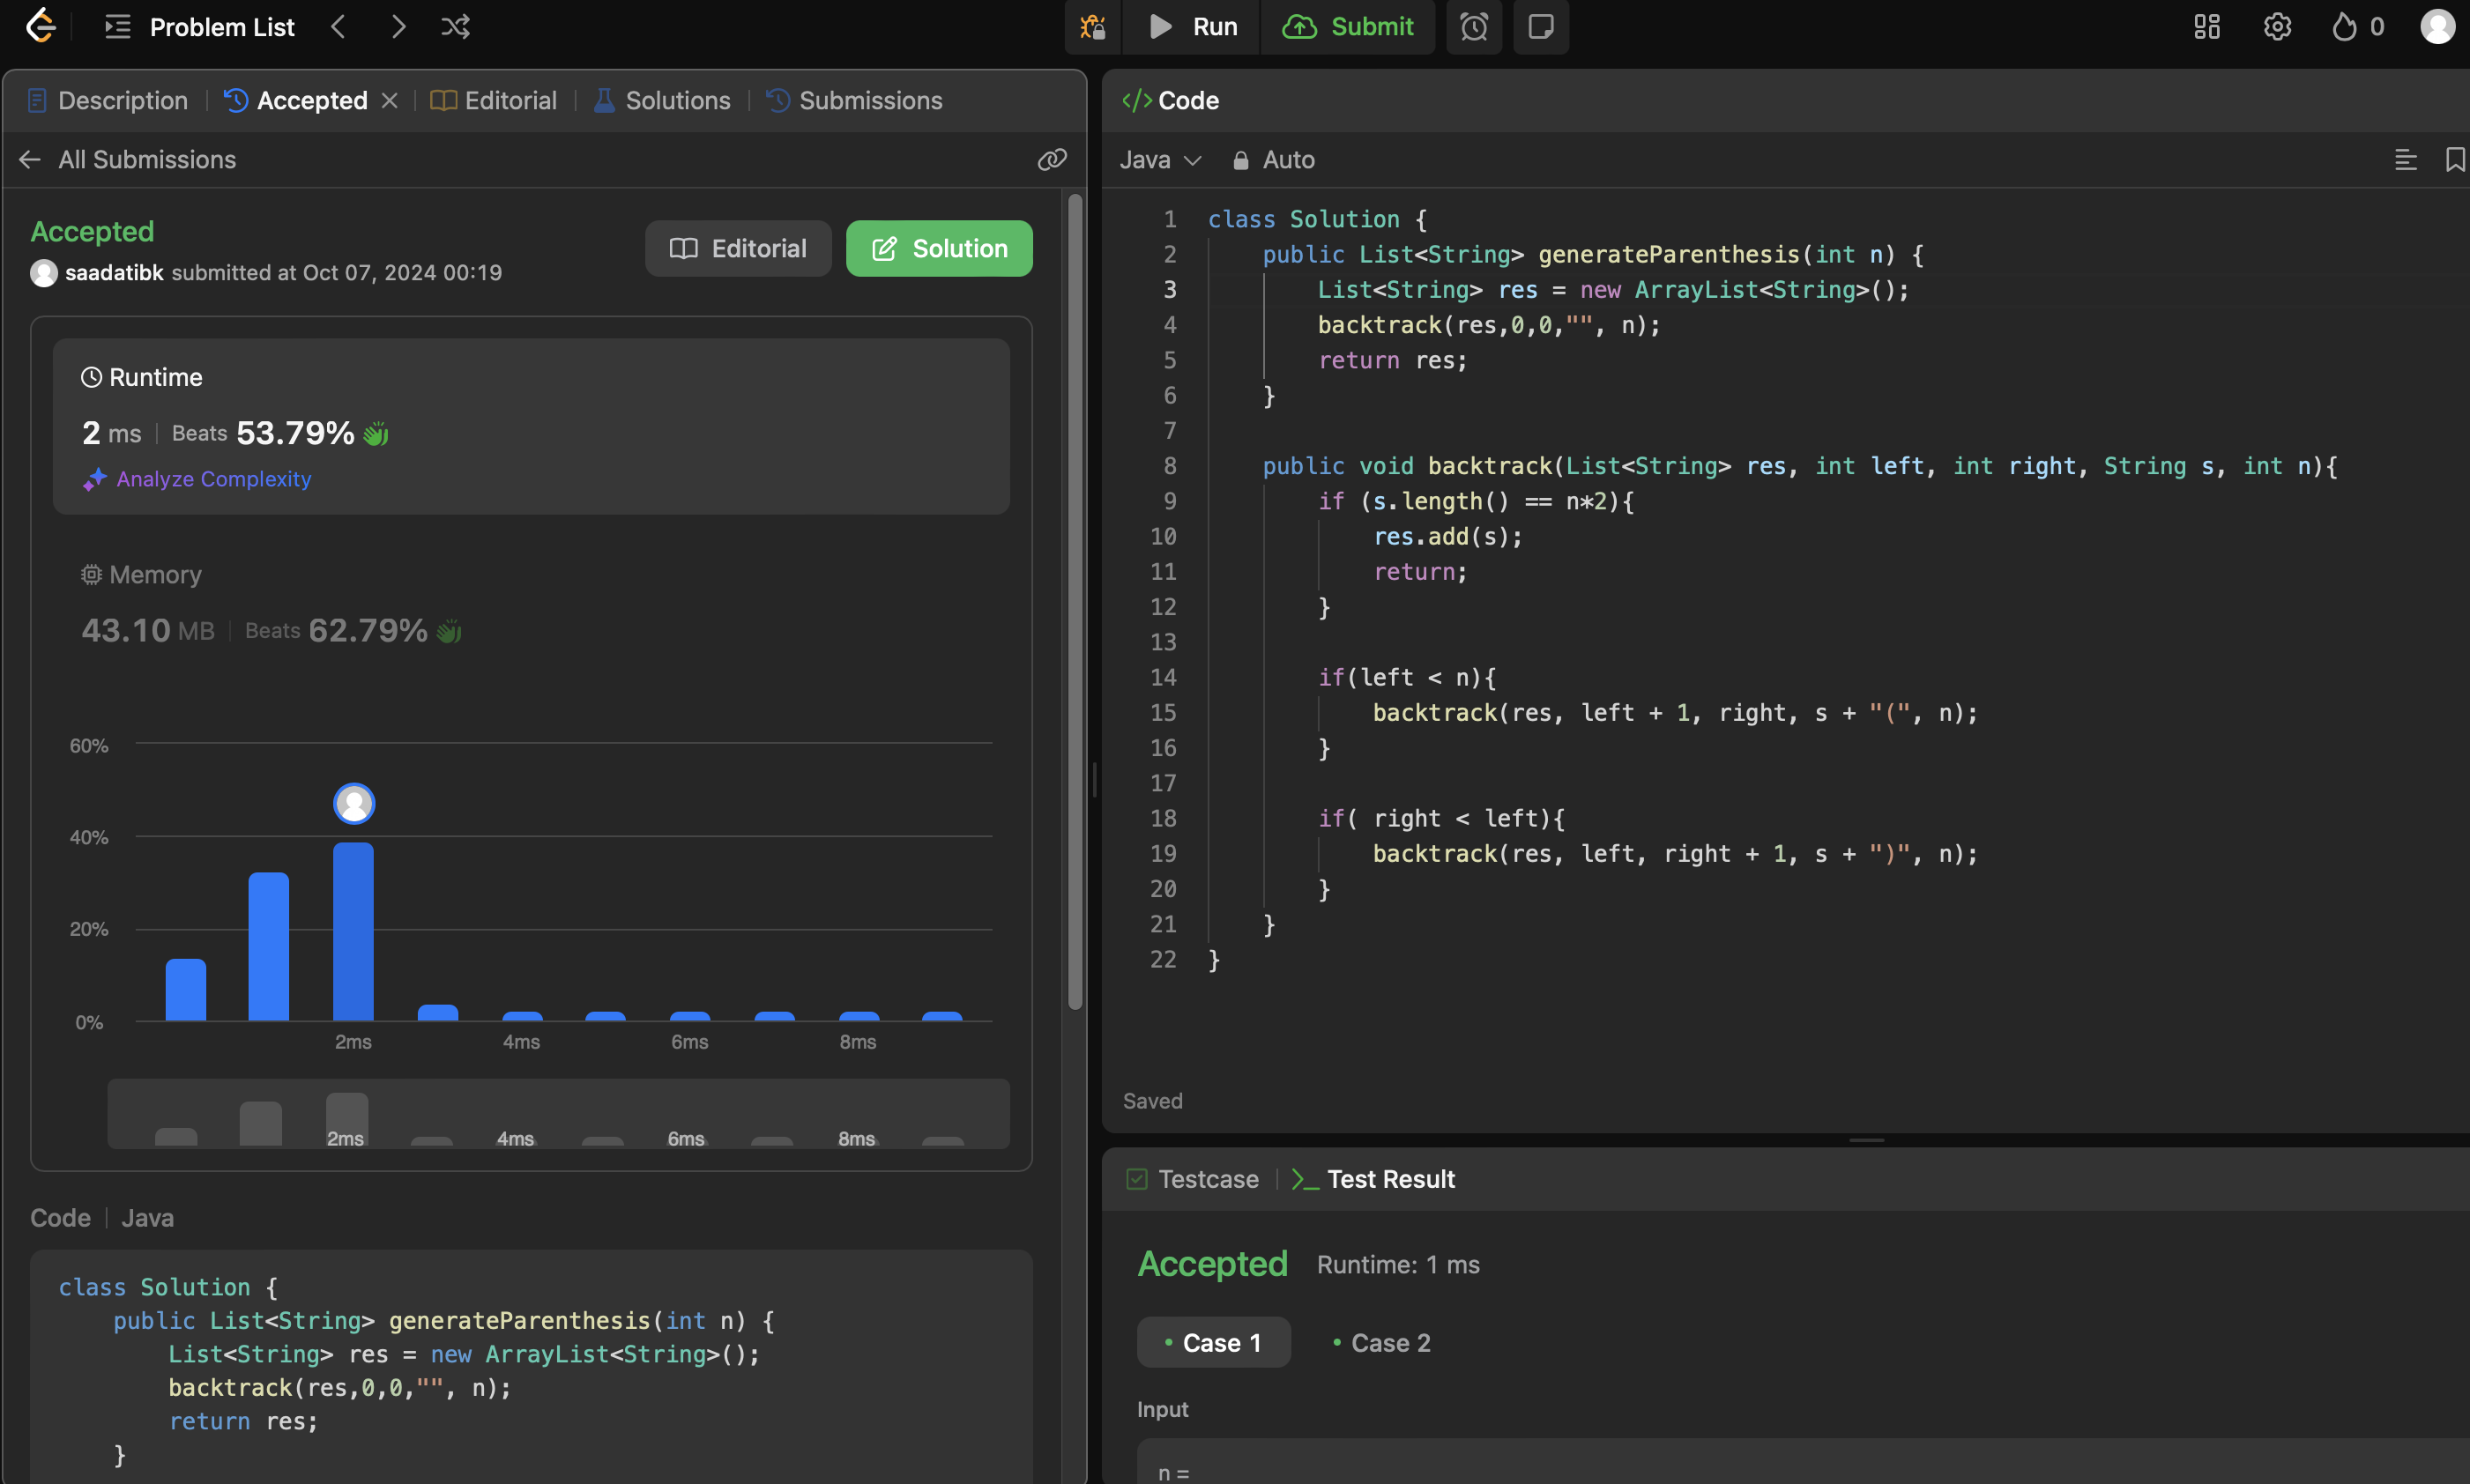 Problem List
Run
Submit
0
Description
Accepted
Editorial
Solutions
Submissions
All Submissions
Accepted
saadatibk submitted at Oct 07, 2024 00:19
Editorial
Solution
Runtime
2 ms | Beats 53.79%
Analyze Complexity
Memory
43.10 MB | Beats 62.79%
60%
40%
20%
0%
2ms 4ms 6ms 8ms
2ms 4ms 6ms 8ms
Code | Java
class Solution {
    public List<String> generateParenthesis(int n) {
        List<String> res = new ArrayList<String>();
        backtrack(res,0,0,"", n);
        return res;
    }
</> Code
Java
Auto
1 class Solution {
2     public List<String> generateParenthesis(int n) {
3         List<String> res = new ArrayList<String>();
4         backtrack(res,0,0,"", n);
5         return res;
6     }
7
8     public void backtrack(List<String> res, int left, int right, String s, int n){
9         if (s.length() == n*2){
10             res.add(s);
11             return;
12         }
13
14         if(left < n){
15             backtrack(res, left + 1, right, s + "(", n);
16         }
17
18         if( right < left){
19             backtrack(res, left, right + 1, s + ")", n);
20         }
21     }
22 }
Saved
Testcase
Test Result
Accepted Runtime: 1 ms
• Case 1 • Case 2
Input
n =